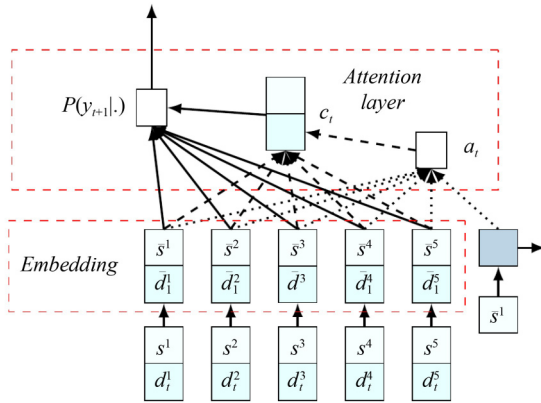 Attention
layer
P(y_{t+1}|.)
c_t
a_t
Embedding
s̄^1 s̄^2 s̄^3 s̄^4 s̄^5
d̄_1^1 d̄_1^2 d̄^3 d̄_1^4 d̄_1^5
s̄^1
s^1 s^2 s^3 s^4 s^5
d_t^1 d_t^2 d_t^3 d_t^4 d_t^5